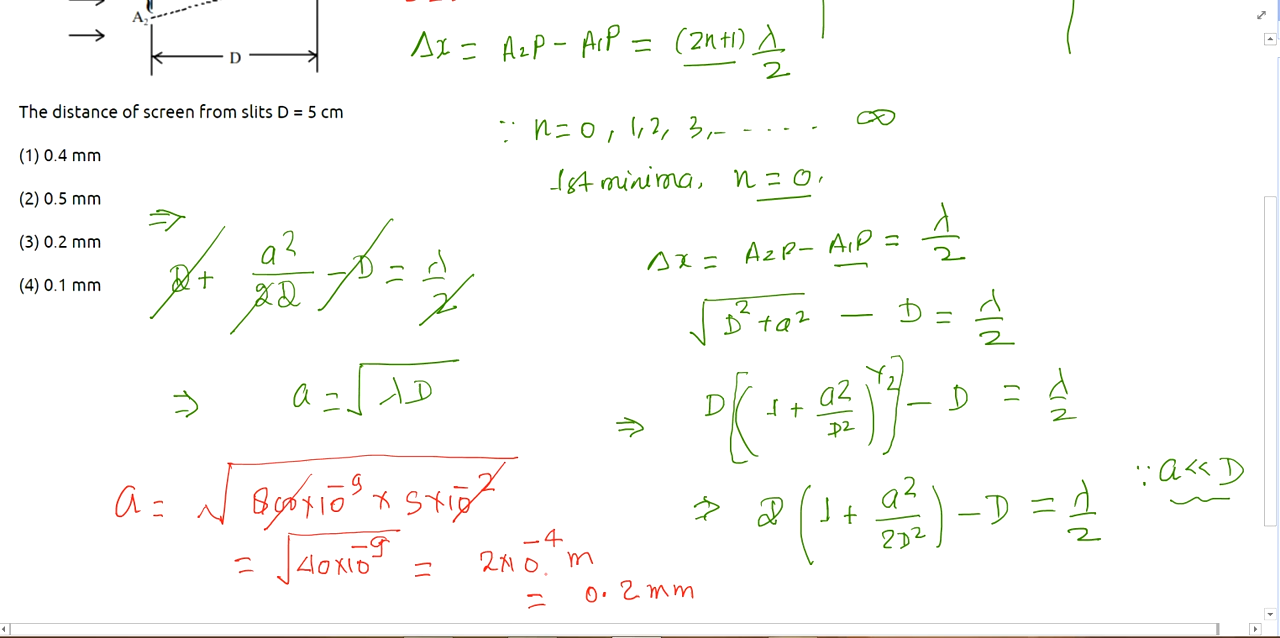 A₂
D
Δx = A₂P − A₁P = (2n+1) λ/2
The distance of screen from slits D = 5 cm
∵ n = 0, 1, 2, 3, - ..... ∞
(1) 0.4 mm
1st minima, n = 0.
(2) 0.5 mm
(3) 0.2 mm
(4) 0.1 mm
⇒ D + a²/2D − D = λ/2
⇒ a = √λD
a = √800×10⁻⁹ × 5×10⁻²
= √40×10⁻⁹ = 2×10⁻⁴ m
= 0.2 mm
Δx = A₂P − A₁P = λ/2
√D²+a² − D = λ/2
⇒ D[(1 + a²/D²)^1/2] − D = λ/2
∵ a << D
⇒ D(1 + a²/2D²) − D = λ/2